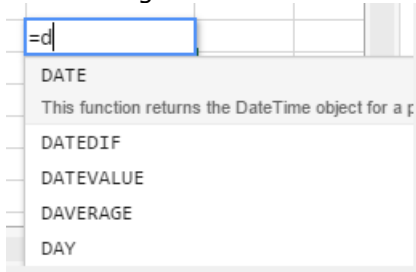 =d
DATE
This function returns the DateTime object for a
DATEDIF
DATEVALUE
DAVERAGE
DAY